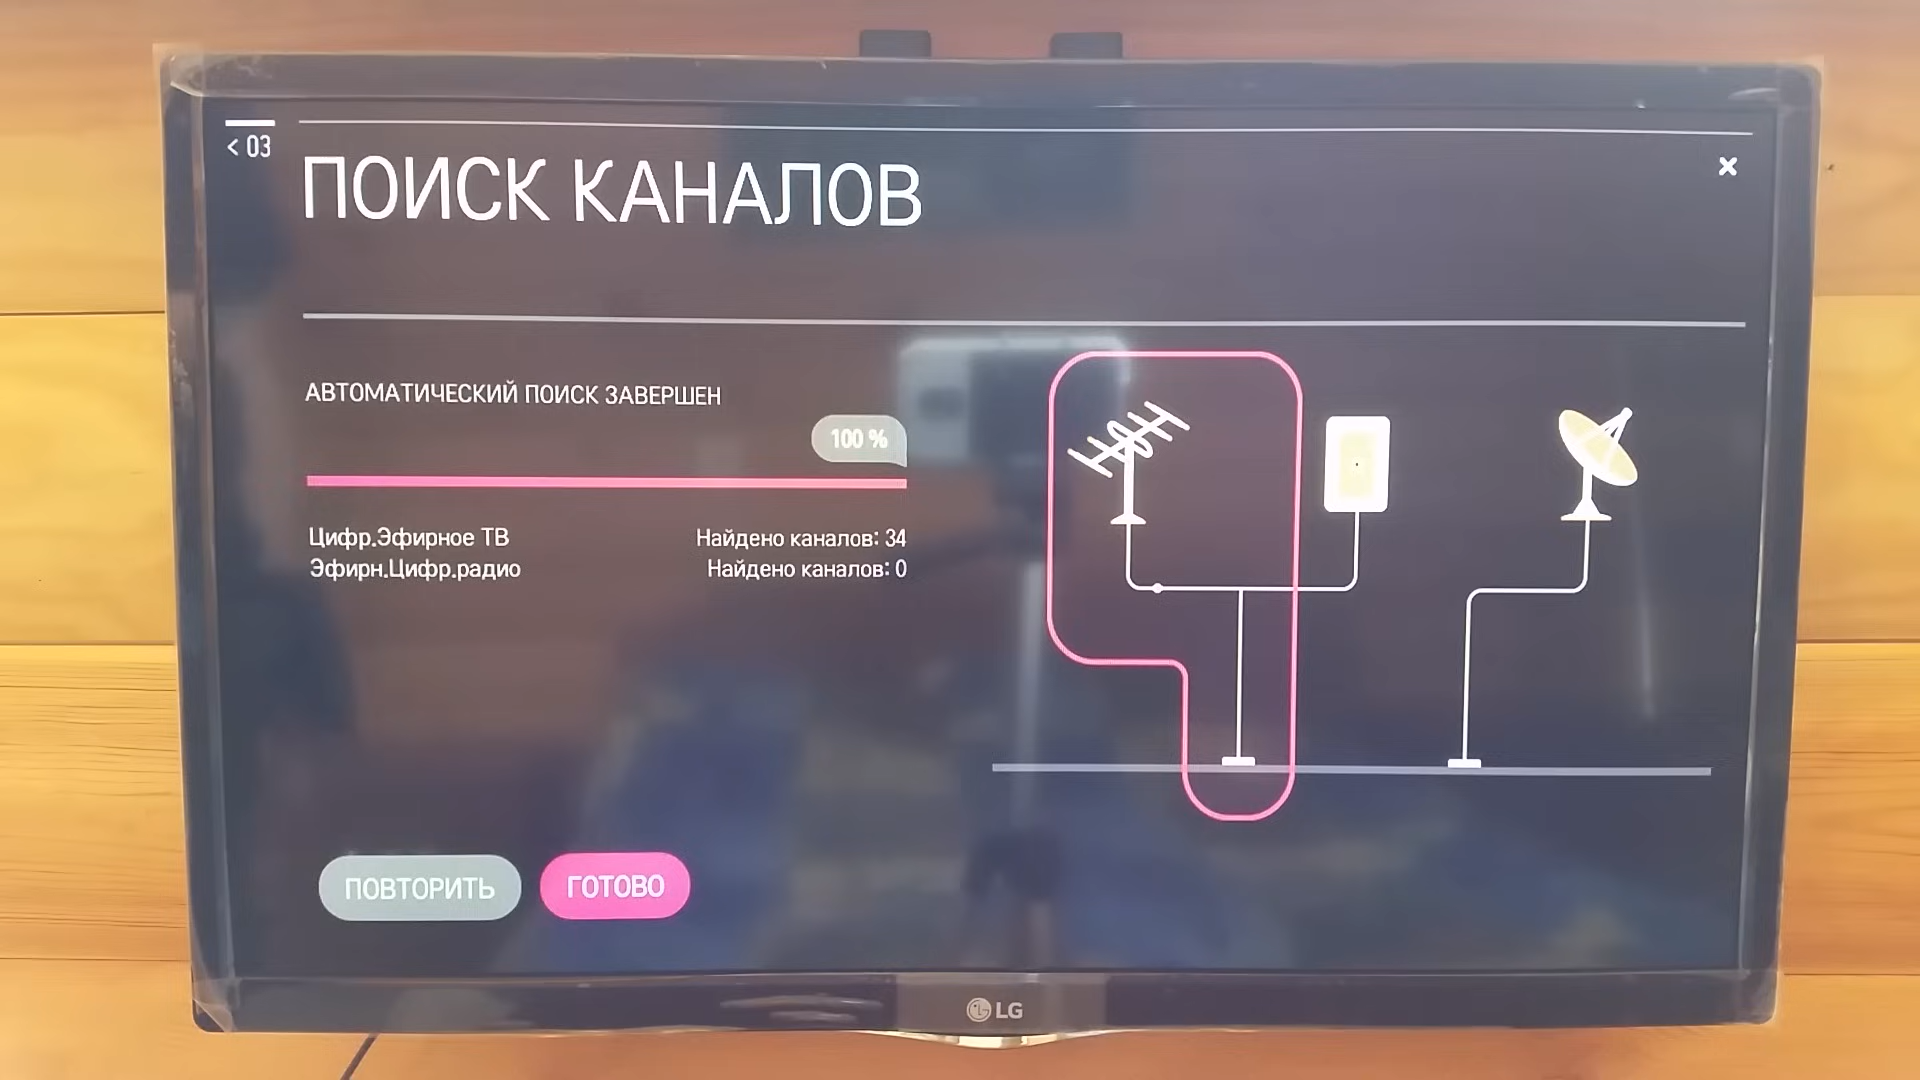 < 03
ПОИСК КАНАЛОВ
×
АВТОМАТИЧЕСКИЙ ПОИСК ЗАВЕРШЕН
100 %
Цифр.Эфирное ТВ Найдено каналов: 34
Эфирн.Цифр.радио Найдено каналов: 0
ПОВТОРИТЬ ГОТОВО
LG